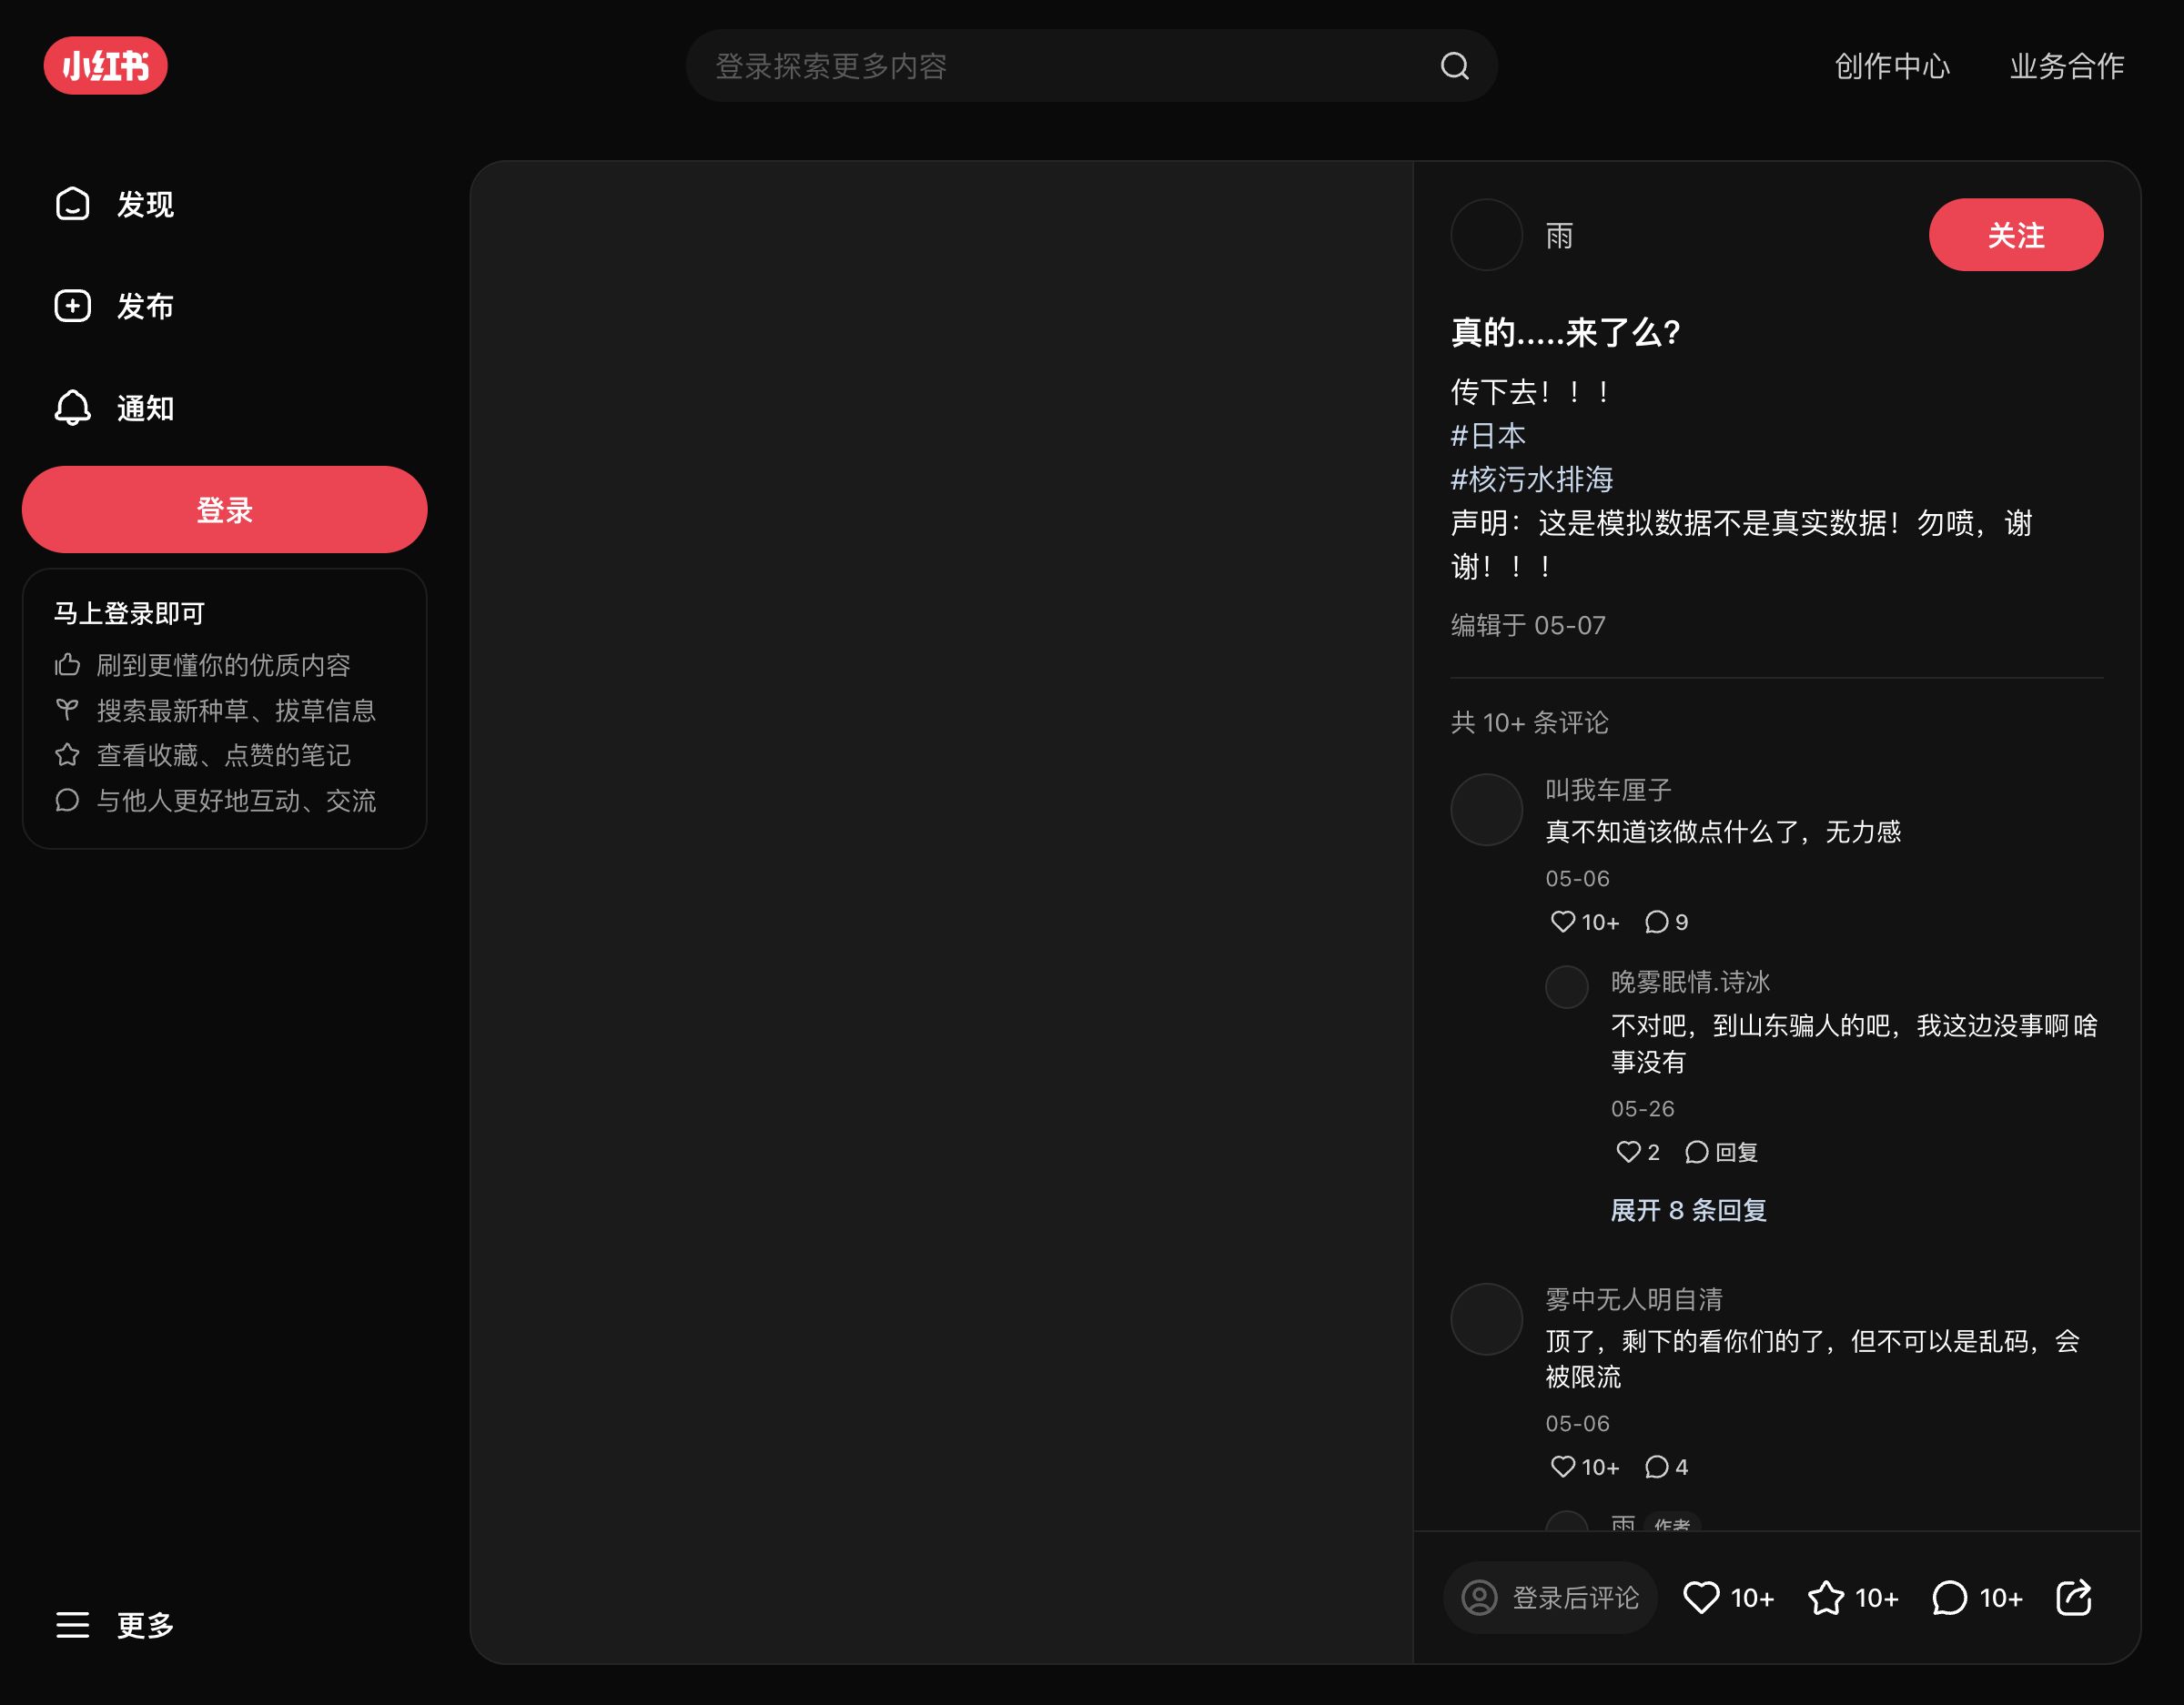 小红书
登录探索更多内容
创作中心
业务合作
发现
发布
通知
登录
马上登录即可
刷到更懂你的优质内容
搜索最新种草、拔草信息
查看收藏、点赞的笔记
与他人更好地互动、交流
更多
雨
关注
真的.....来了么?
传下去！！！
#日本
#核污水排海
声明：这是模拟数据不是真实数据！勿喷，谢
谢！！！
编辑于 05-07
共 10+ 条评论
叫我车厘子
真不知道该做点什么了，无力感
05-06
10+ 9
晚雾眠情.诗冰
不对吧，到山东骗人的吧，我这边没事啊 啥
事没有
05-26
2 回复
展开 8 条回复
雾中无人明自清
顶了，剩下的看你们的了，但不可以是乱码，会
被限流
05-06
10+ 4
雨 作者
登录后评论 10+ 10+ 10+